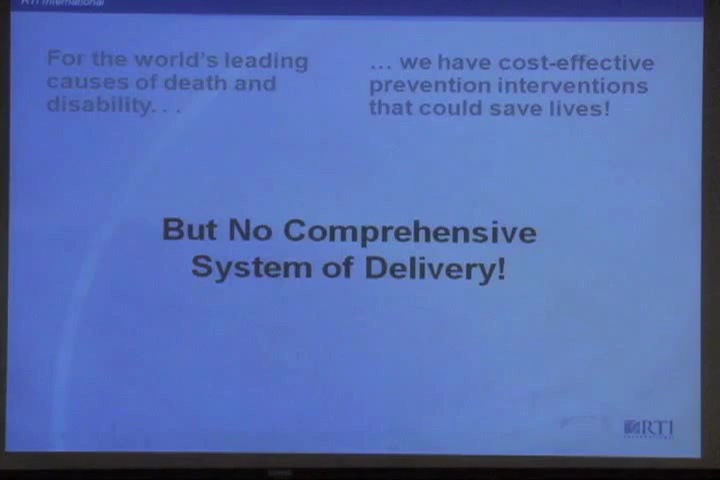 RTI International
For the world's leading
causes of death and
disability. . .
... we have cost-effective
prevention interventions
that could save lives!
But No Comprehensive
System of Delivery!
RTI